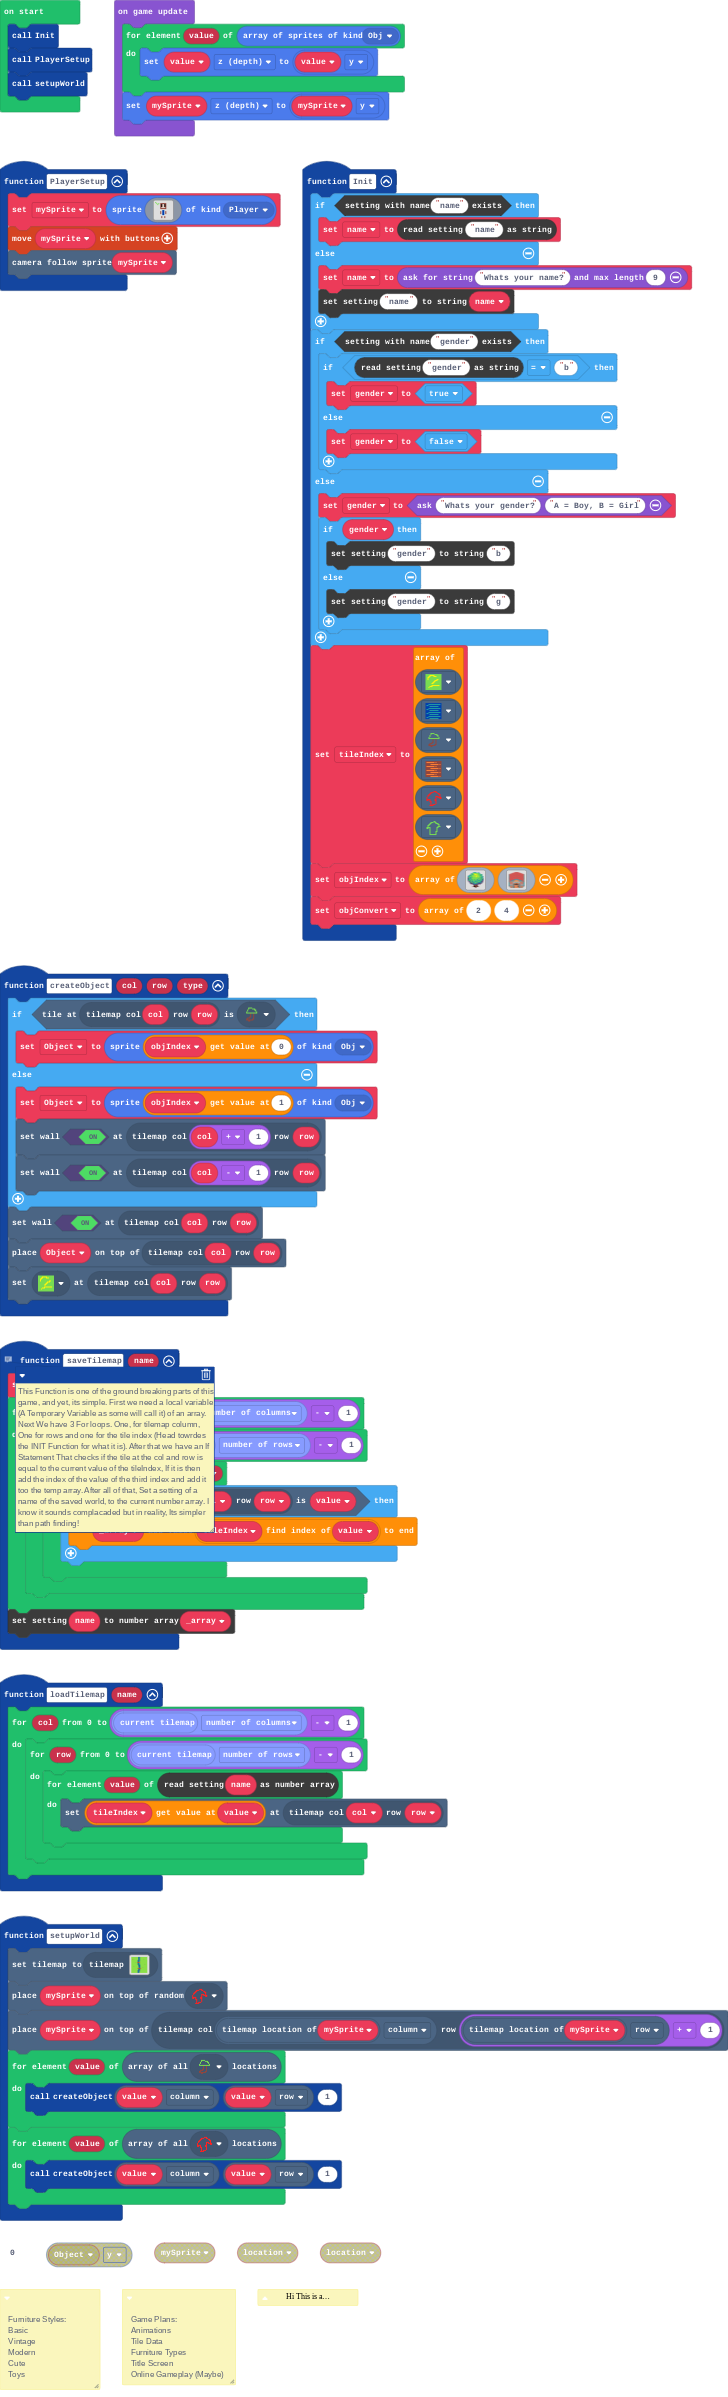 on start
call Init
call PlayerSetup
call setupWorld
on game update
for element value of array of sprites of kind Obj
do
set value z (depth) to value y
set mySprite z (depth) to mySprite y
function PlayerSetup
set mySprite to sprite of kind Player
move mySprite with buttons
camera follow sprite mySprite
function Init
if setting with name "name" exists then
set name to read setting "name" as string
else
set name to ask for string "Whats your name?" and max length 9
set setting "name" to string name
if setting with name "gender" exists then
if read setting "gender" as string = "b" then
set gender to true
else
set gender to false
else
set gender to ask "Whats your gender?" "A = Boy, B = Girl"
if gender then
set setting "gender" to string "b"
else
set setting "gender" to string "g"
array of
set tileIndex to
set objIndex to array of
set objConvert to array of 2 4
function createObject col row type
if tile at tilemap col col row row is then
set Object to sprite objIndex get value at 0 of kind Obj
else
set Object to sprite objIndex get value at 1 of kind Obj
set wall ON at tilemap col col + 1 row row
set wall ON at tilemap col col - 1 row row
set wall ON at tilemap col col row row
place Object on top of tilemap col col row row
set at tilemap col col row row
function saveTilemap name
This Function is one of the ground breaking parts of this
game, and yet, its simple. First we need a local variable
(A Temporary Variable as some will call it) of an array.
Next We have 3 For loops. One, for tilemap column,
One for rows and one for the tile index (Head towrdes
the INIT Function for what it is). After that we have an If
Statement That checks if the tile at the col and row is
equal to the current value of the tileIndex, If it is then
add the index of the value of the third index and add it
too the temp array. After all of that, Set a setting of a
name of the saved world, to the current number array. I
know it sounds complacaded but in reality, Its simpler
than path finding!
number of columns - 1
number of rows - 1
row row is value then
find index of value to end
set setting name to number array _array
function loadTilemap name
for col from 0 to current tilemap number of columns - 1
do
for row from 0 to current tilemap number of rows - 1
do
for element value of read setting name as number array
do
set tileIndex get value at value at tilemap col col row row
function setupWorld
set tilemap to tilemap
place mySprite on top of random
place mySprite on top of tilemap col tilemap location of mySprite column row tilemap location of mySprite row + 1
for element value of array of all locations
do
call createObject value column value row 1
for element value of array of all locations
do
call createObject value column value row 1
0 Object y mySprite location location
Furniture Styles:
Basic
Vintage
Modern
Cute
Toys
Game Plans:
Animations
Tile Data
Furniture Types
Title Screen
Online Gameplay (Maybe)
Hi This is a...